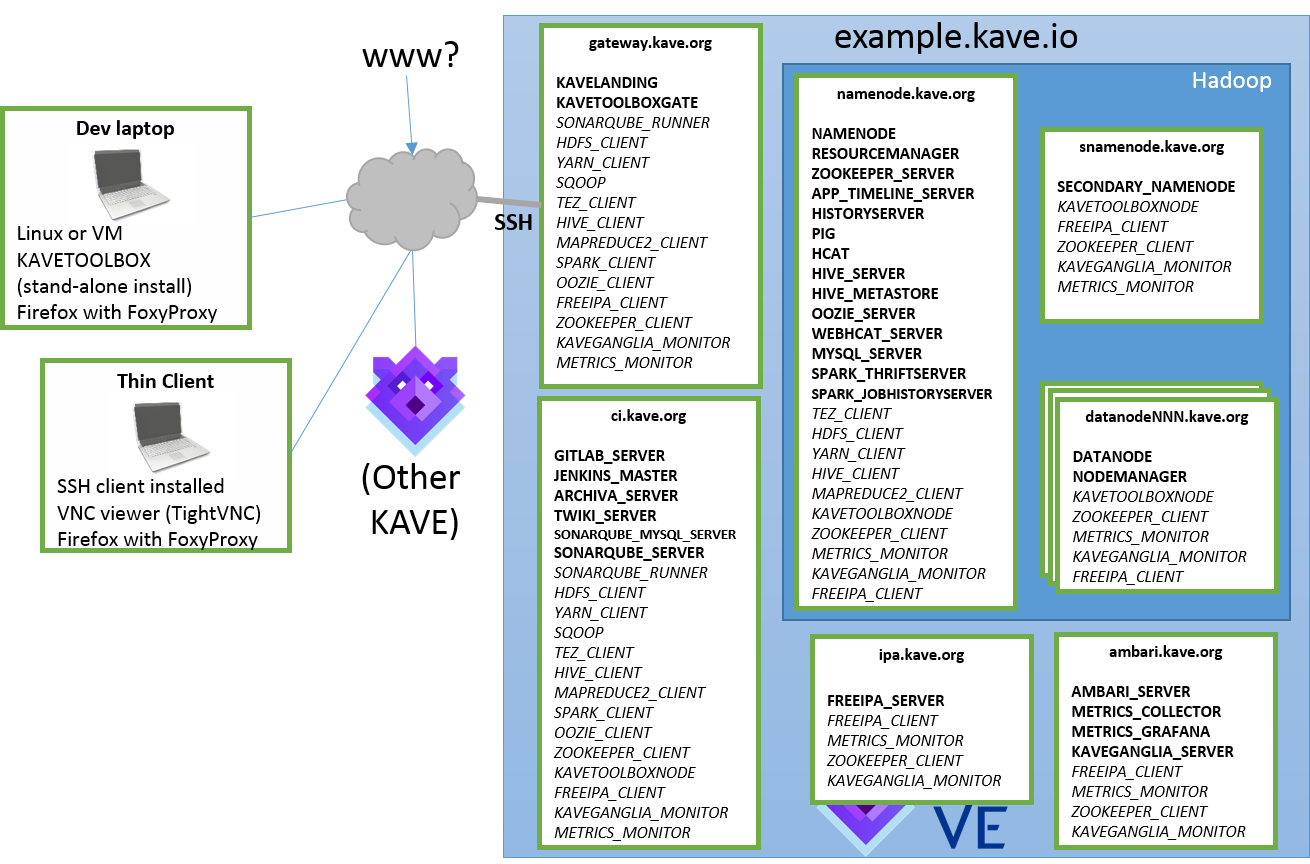 www?
Dev laptop
Linux or VM
KAVETOOLBOX
(stand-alone install)
Firefox with FoxyProxy
Thin Client
SSH client installed
VNC viewer (TightVNC)
Firefox with FoxyProxy
(Other
KAVE)
SSH
example.kave.io
gateway.kave.org
KAVELANDING
KAVETOOLBOXGATE
SONARQUBE_RUNNER
HDFS_CLIENT
YARN_CLIENT
SQOOP
TEZ_CLIENT
HIVE_CLIENT
MAPREDUCE2_CLIENT
SPARK_CLIENT
OOZIE_CLIENT
FREEIPA_CLIENT
ZOOKEEPER_CLIENT
KAVEGANGLIA_MONITOR
METRICS_MONITOR
ci.kave.org
GITLAB_SERVER
JENKINS_MASTER
ARCHIVA_SERVER
TWIKI_SERVER
SONARQUBE_MYSQL_SERVER
SONARQUBE_SERVER
SONARQUBE_RUNNER
HDFS_CLIENT
YARN_CLIENT
SQOOP
TEZ_CLIENT
HIVE_CLIENT
MAPREDUCE2_CLIENT
SPARK_CLIENT
OOZIE_CLIENT
ZOOKEEPER_CLIENT
KAVETOOLBOXNODE
FREEIPA_CLIENT
KAVEGANGLIA_MONITOR
METRICS_MONITOR
Hadoop
namenode.kave.org
NAMENODE
RESOURCEMANAGER
ZOOKEEPER_SERVER
APP_TIMELINE_SERVER
HISTORYSERVER
PIG
HCAT
HIVE_SERVER
HIVE_METASTORE
OOZIE_SERVER
WEBHCAT_SERVER
MYSQL_SERVER
SPARK_THRIFTSERVER
SPARK_JOBHISTORYSERVER
TEZ_CLIENT
HDFS_CLIENT
YARN_CLIENT
HIVE_CLIENT
MAPREDUCE2_CLIENT
KAVETOOLBOXNODE
ZOOKEEPER_CLIENT
METRICS_MONITOR
KAVEGANGLIA_MONITOR
FREEIPA_CLIENT
snamenode.kave.org
SECONDARY_NAMENODE
KAVETOOLBOXNODE
FREEIPA_CLIENT
ZOOKEEPER_CLIENT
KAVEGANGLIA_MONITOR
METRICS_MONITOR
datanodeNNN.kave.org
DATANODE
NODEMANAGER
KAVETOOLBOXNODE
ZOOKEEPER_CLIENT
METRICS_MONITOR
KAVEGANGLIA_MONITOR
FREEIPA_CLIENT
ipa.kave.org
FREEIPA_SERVER
FREEIPA_CLIENT
METRICS_MONITOR
ZOOKEEPER_CLIENT
KAVEGANGLIA_MONITOR
ambari.kave.org
AMBARI_SERVER
METRICS_COLLECTOR
METRICS_GRAFANA
KAVEGANGLIA_SERVER
FREEIPA_CLIENT
METRICS_MONITOR
ZOOKEEPER_CLIENT
KAVEGANGLIA_MONITOR
VE